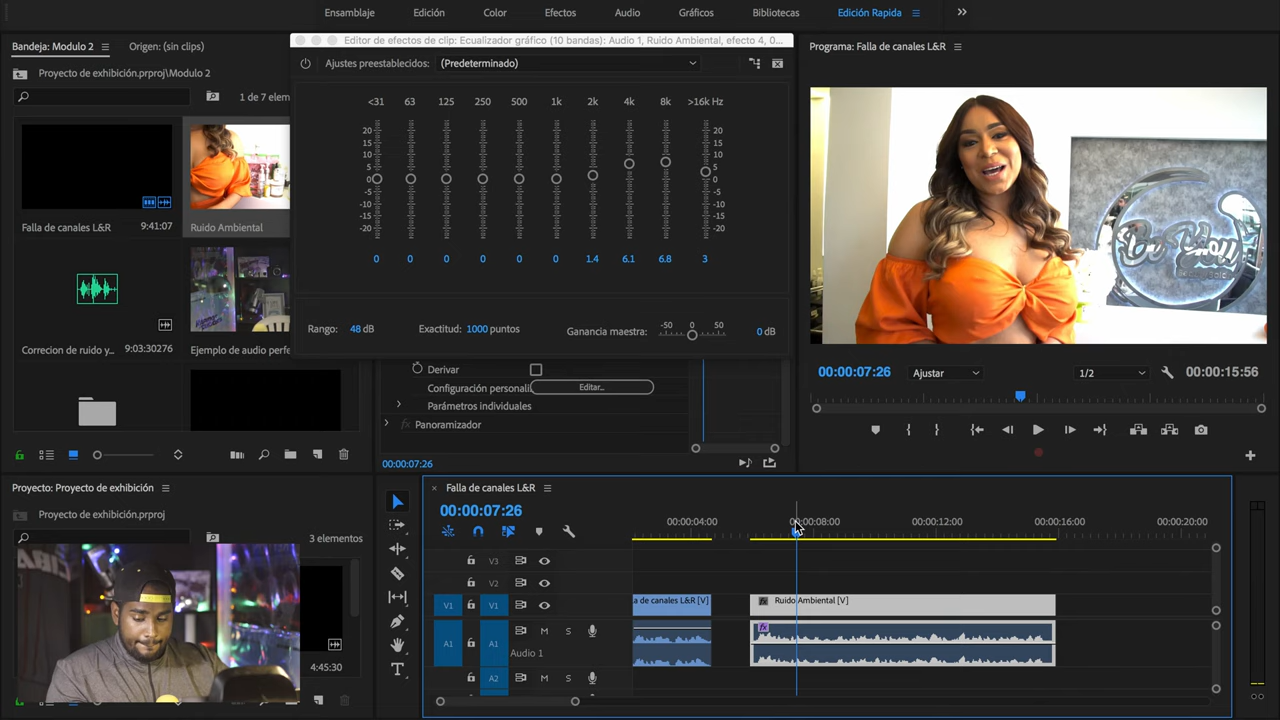 Ensamblaje Edición Color Efectos Audio Gráficos Bibliotecas Edición Rapida
Bandeja: Modulo 2 Origen: (sin clips)
Proyecto de exhibición.prproj\Modulo 2
1 de 7 elem
Falla de canales L&R 9:41:07
Ruido Ambiental
Correcion de ruido y... 9:03:30276
Ejemplo de audio perfe
Editor de efectos de clip: Ecualizador gráfico (10 bandas): Audio 1, Ruido Ambiental, efecto 4, 0...
Ajustes preestablecidos: (Predeterminado)
<31 63 125 250 500 1k 2k 4k 8k >16k Hz
20 20
15 15
10 10
5 5
0 0
-5 -5
-10 -10
-15 -15
-20 -20
0 0 0 0 0 0 1.4 6.1 6.8 3
Rango: 48 dB Exactitud: 1000 puntos Ganancia maestra: -50 0 50 0 dB
Derivar
Configuración personali Editar...
Parámetros individuales
fx Panoramizador
00:00:07:26
Programa: Falla de canales L&R
Be You
00:00:07:26 Ajustar 1/2 00:00:15:56
Proyecto: Proyecto de exhibición
Proyecto de exhibición.prproj
3 elementos
4:45:30
× Falla de canales L&R
00:00:07:26
00:00:04:00 00:00:08:00 00:00:12:00 00:00:16:00 00:00:20:00
V3
V2
V1 V1 a de canales L&R [V] fx Ruido Ambiental [V]
A1 A1 M S fx
Audio 1
A2 M S
T